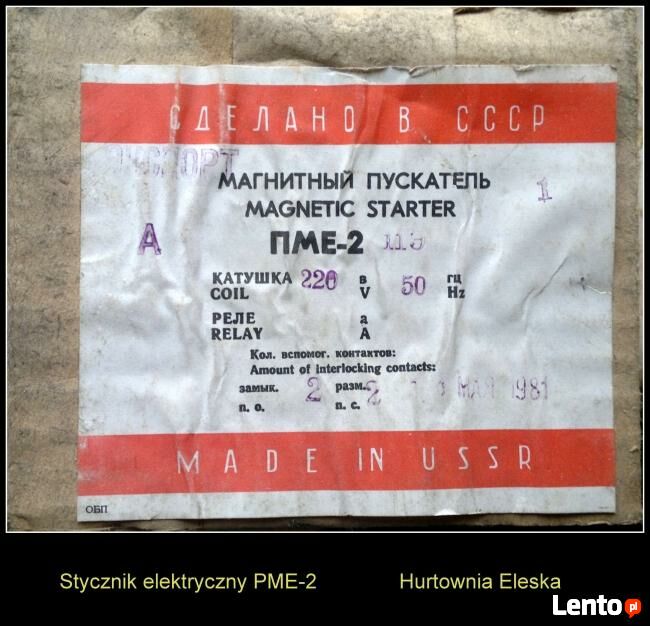 СДЕЛАНО В СССР
ЭКСПОРТ
МАГНИТНЫЙ ПУСКАТЕЛЬ
MAGNETIC STARTER
1
А
ПМЕ-2
КАТУШКА 220 в 50 гц
COIL V Hz
РЕЛЕ а
RELAY A
Кол. вспомог. контактов:
Amount of interlocking contacts:
замык. 2 разм. 2 МАЯ 1981
n. o. n. c.
MADE IN USSR
ОБП
Stycznik elektryczny PME-2 Hurtownia Eleska
Lento pl